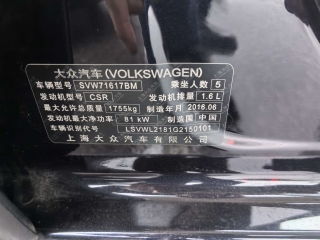 大众汽车(VOLKSWAGEN)
车辆型号 SVW71617BM 乘坐人数 5
发动机型号 CSR 发动机排量 1.6 L
最大允许总质量 1755kg 制造年月 2016.06
发动机最大净功率 81 kW 制造国 中国
车辆识别代号 LSVWL2181G2150101
上海大众汽车有限公司